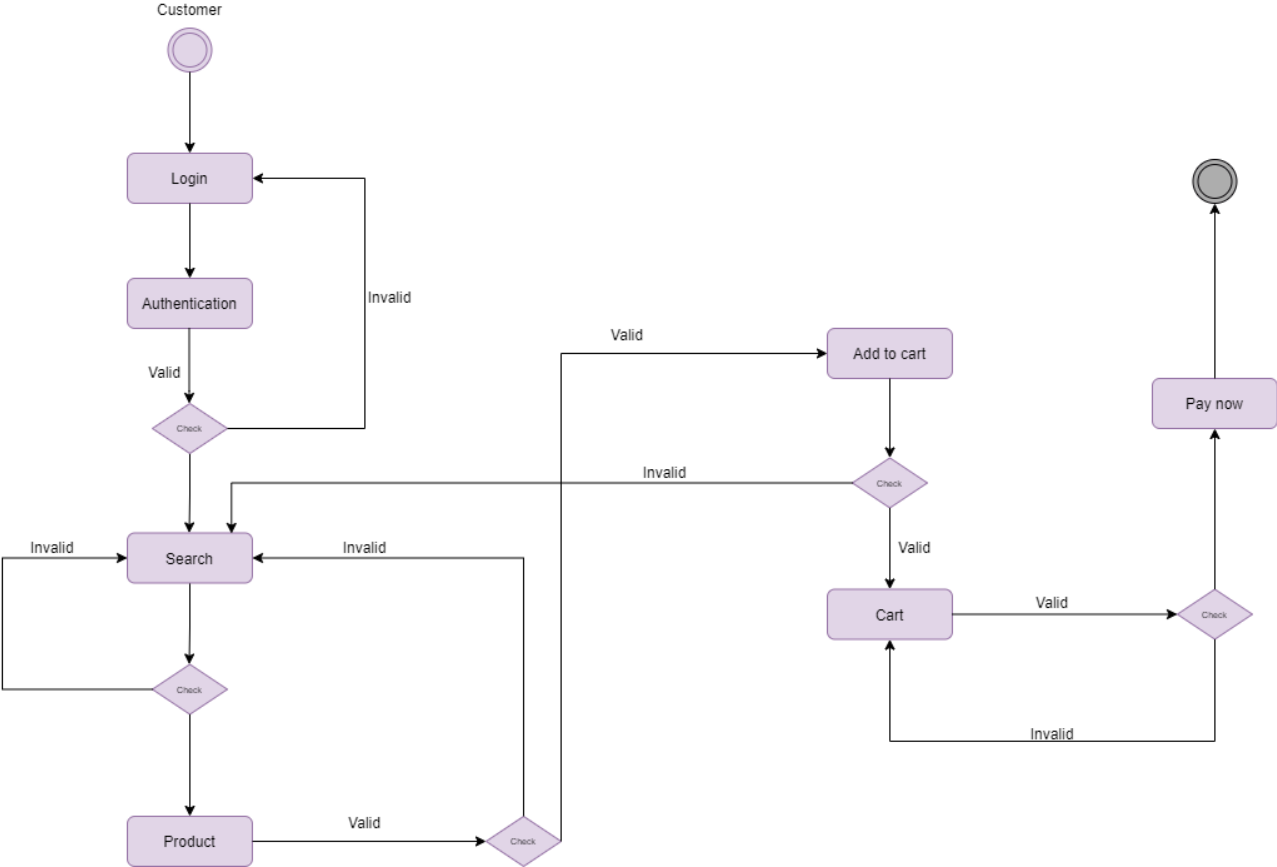 Customer
Login
Authentication
Invalid
Valid
Check
Valid
Add to cart
Pay now
Invalid
Check
Invalid
Search
Invalid
Valid
Cart
Valid
Check
Check
Invalid
Product
Valid
Check